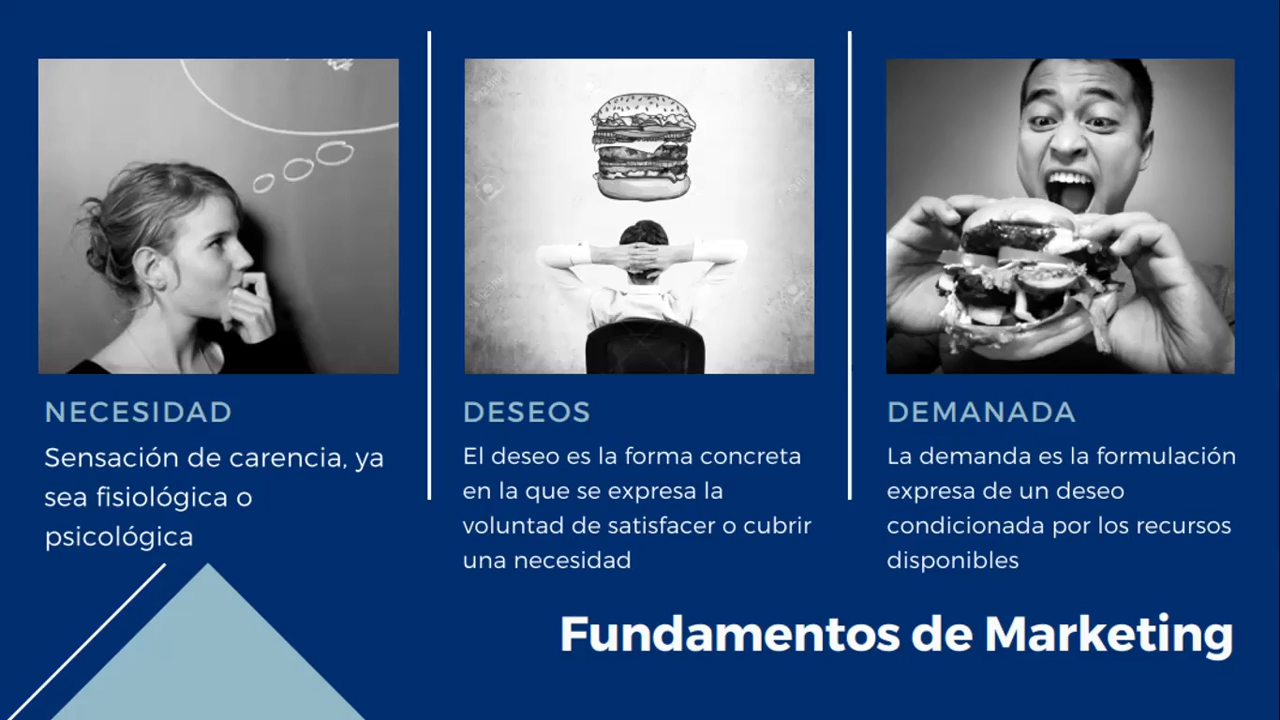 NECESIDAD
Sensación de carencia, ya
sea fisiológica o
psicológica
DESEOS
El deseo es la forma concreta
en la que se expresa la
voluntad de satisfacer o cubrir
una necesidad
DEMANADA
La demanda es la formulación
expresa de un deseo
condicionada por los recursos
disponibles
Fundamentos de Marketing